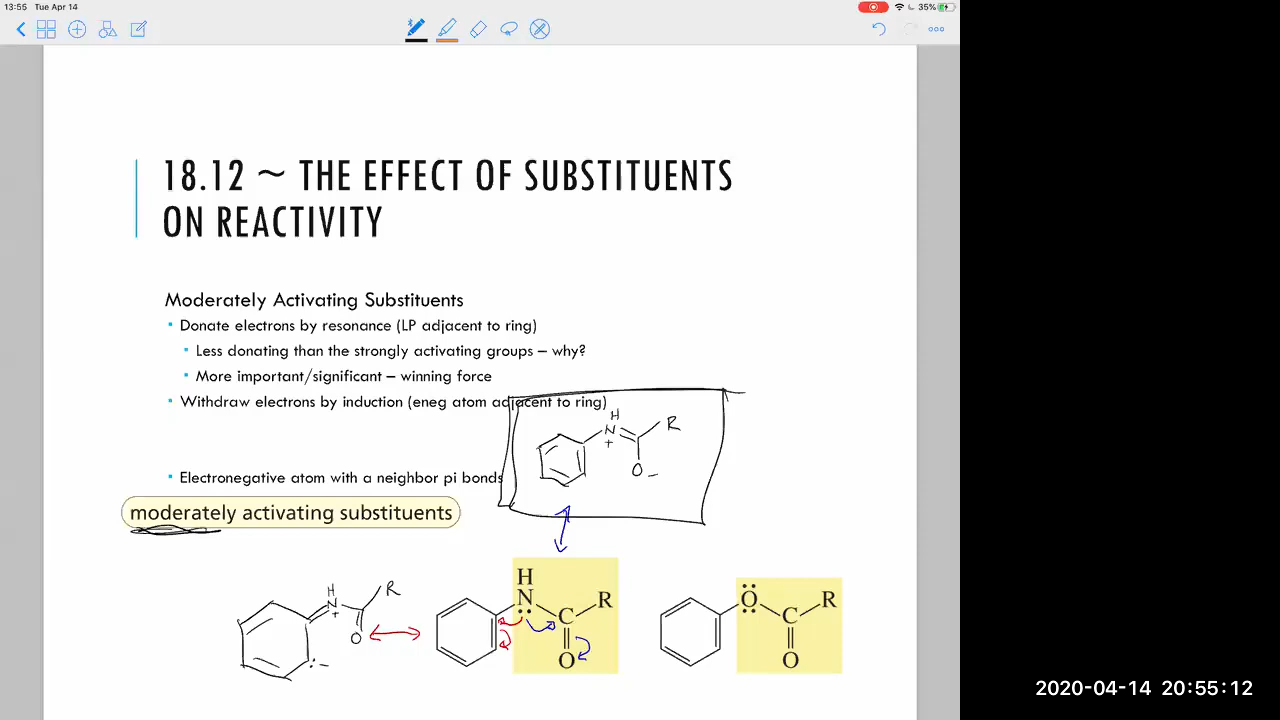 13:55 Tue Apr 14
35%
18.12 ~ THE EFFECT OF SUBSTITUENTS
ON REACTIVITY
Moderately Activating Substituents
Donate electrons by resonance (LP adjacent to ring)
Less donating than the strongly activating groups – why?
More important/significant – winning force
Withdraw electrons by induction (eneg atom adjacent to ring)
H
N
+
R
O
–
Electronegative atom with a neighbor pi bonds
moderately activating substituents
H
N
+
R
O
–
H
N
C
R
O
O
C
R
O
2020-04-14 20:55:12